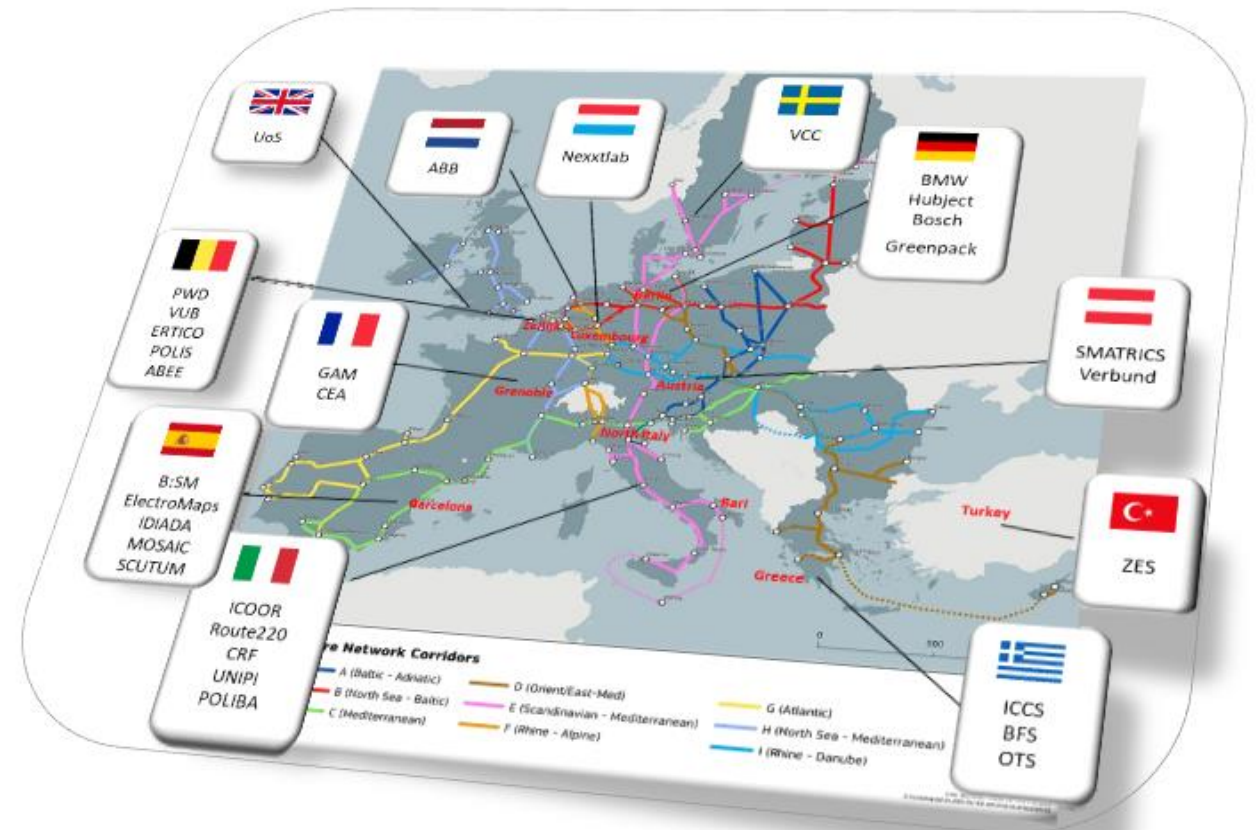 UoS
ABB
Nexxtlab
VCC
BMW
Hubject
Bosch
Greenpack
PWD
VUB
ERTICO
POLIS
ABEE
GAM
CEA
SMATRICS
Verbund
B:SM
ElectroMaps
IDIADA
MOSAIC
SCUTUM
ICOOR
Route220
CRF
UNIPI
POLIBA
ZES
ICCS
BFS
OTS
Berlin
Luxembourg
Grenoble
Austria
North Italy
Barcelona
Bari
Turkey
Greece
0
re Network Corridors
A (Baltic - Adriatic)
B (North Sea - Baltic)
C (Mediterranean)
D (Orient/East-Med)
E (Scandinavian - Mediterranean)
F (Rhine - Alpine)
G (Atlantic)
H (North Sea - Mediterranean)
I (Rhine - Danube)